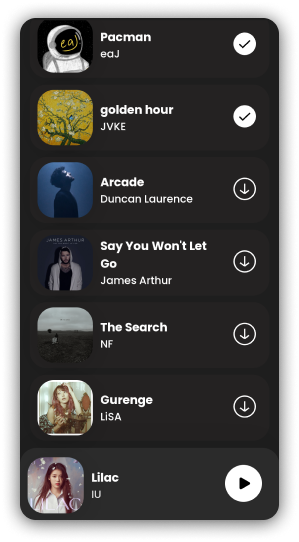 eaJ
Pacman
eaJ
golden hour
JVKE
Arcade
Duncan Laurence
JAMES ARTHUR
Say You Won't Let
Go
James Arthur
The Search
NF
Gurenge
LiSA
Lilac
IU